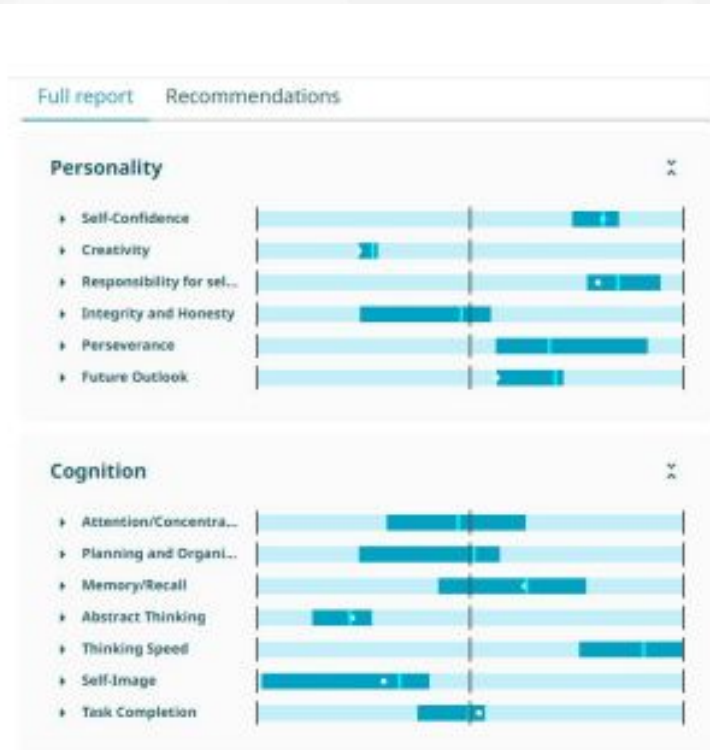 Full report Recommendations
Personality
Self-Confidence
Creativity
Responsibility for sel...
Integrity and Honesty
Perseverance
Future Outlook
Cognition
Attention/Concentra...
Planning and Organi...
Memory/Recall
Abstract Thinking
Thinking Speed
Self-Image
Task Completion